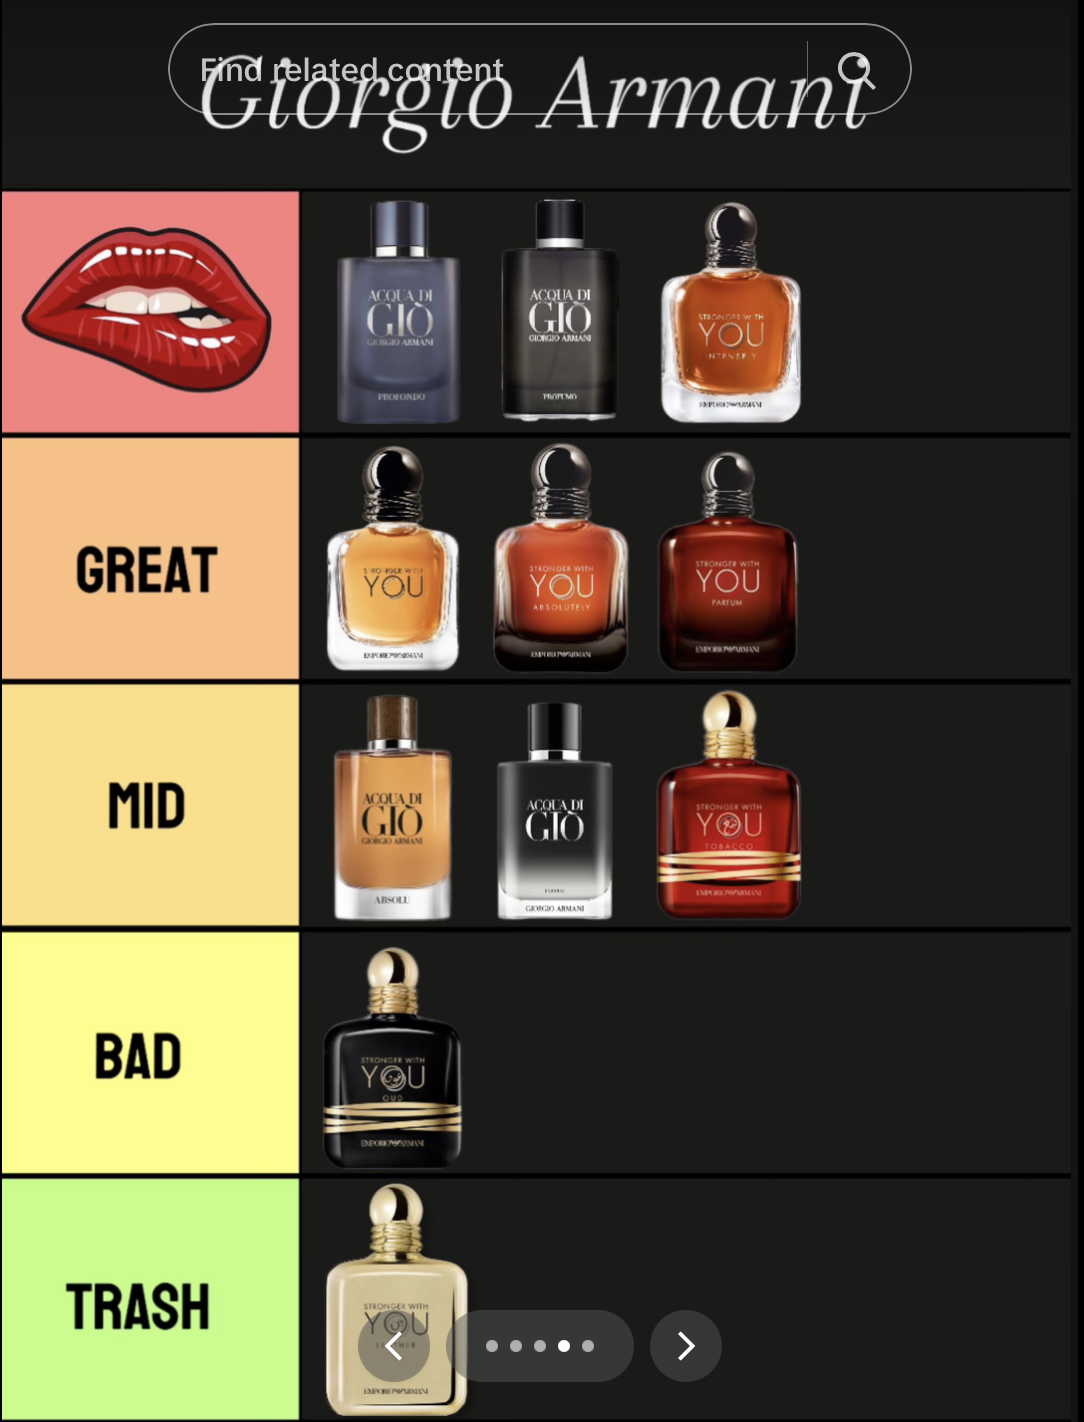 Find related content
Giorgio Armani
ACQUA DI
GIÒ
GIORGIO ARMANI
PROFONDO
ACQUA DI
GIÒ
GIORGIO ARMANI
PROFUMO
STRONGER WITH
YOU
INTENSELY
EMPORIO ARMANI
GREAT
STRONGER WITH
YOU
EMPORIO ARMANI
STRONGER WITH
YOU
ABSOLUTELY
EMPORIO ARMANI
STRONGER WITH
YOU
PARFUM
EMPORIO ARMANI
MID
ACQUA DI
GIÒ
GIORGIO ARMANI
ABSOLU
ACQUA DI
GIÒ
GIORGIO ARMANI
STRONGER WITH
YOU
TOBACCO
EMPORIO ARMANI
BAD
STRONGER WITH
YOU
OUD
EMPORIO ARMANI
TRASH
STRONGER WITH
YOU
LEATHER
EMPORIO ARMANI